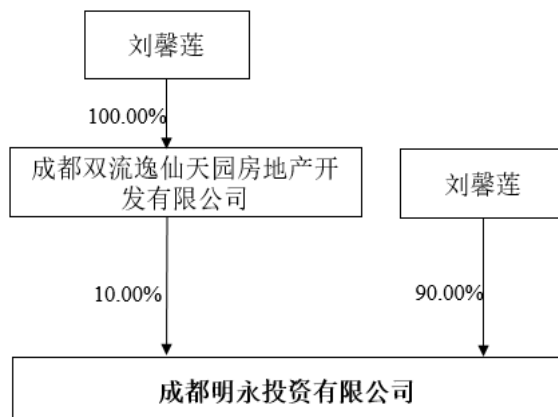 刘馨莲
100.00%
成都双流逸仙天园房地产开
发有限公司
刘馨莲
10.00%
90.00%
成都明永投资有限公司